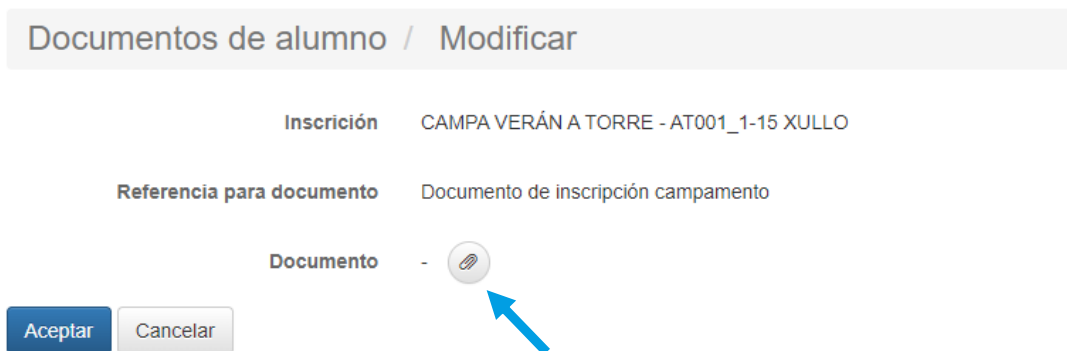 Documentos de alumno / Modificar
Inscrición CAMPA VERÁN A TORRE - AT001_1-15 XULLO
Referencia para documento Documento de inscripción campamento
Documento -
Aceptar Cancelar